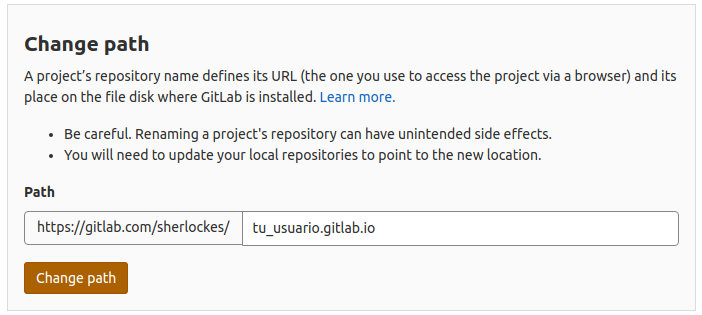 Change path
A project’s repository name defines its URL (the one you use to access the project via a browser) and its
place on the file disk where GitLab is installed. Learn more.
• Be careful. Renaming a project's repository can have unintended side effects.
• You will need to update your local repositories to point to the new location.
Path
https://gitlab.com/sherlockes/ tu_usuario.gitlab.io
Change path